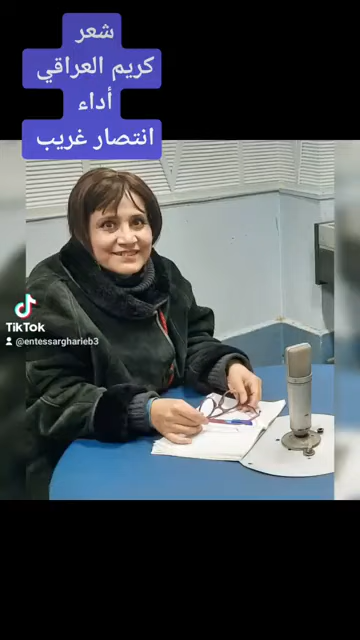 شعر
كريم العراقي
أداء
انتصار غريب
TikTok
@entessargharieb3